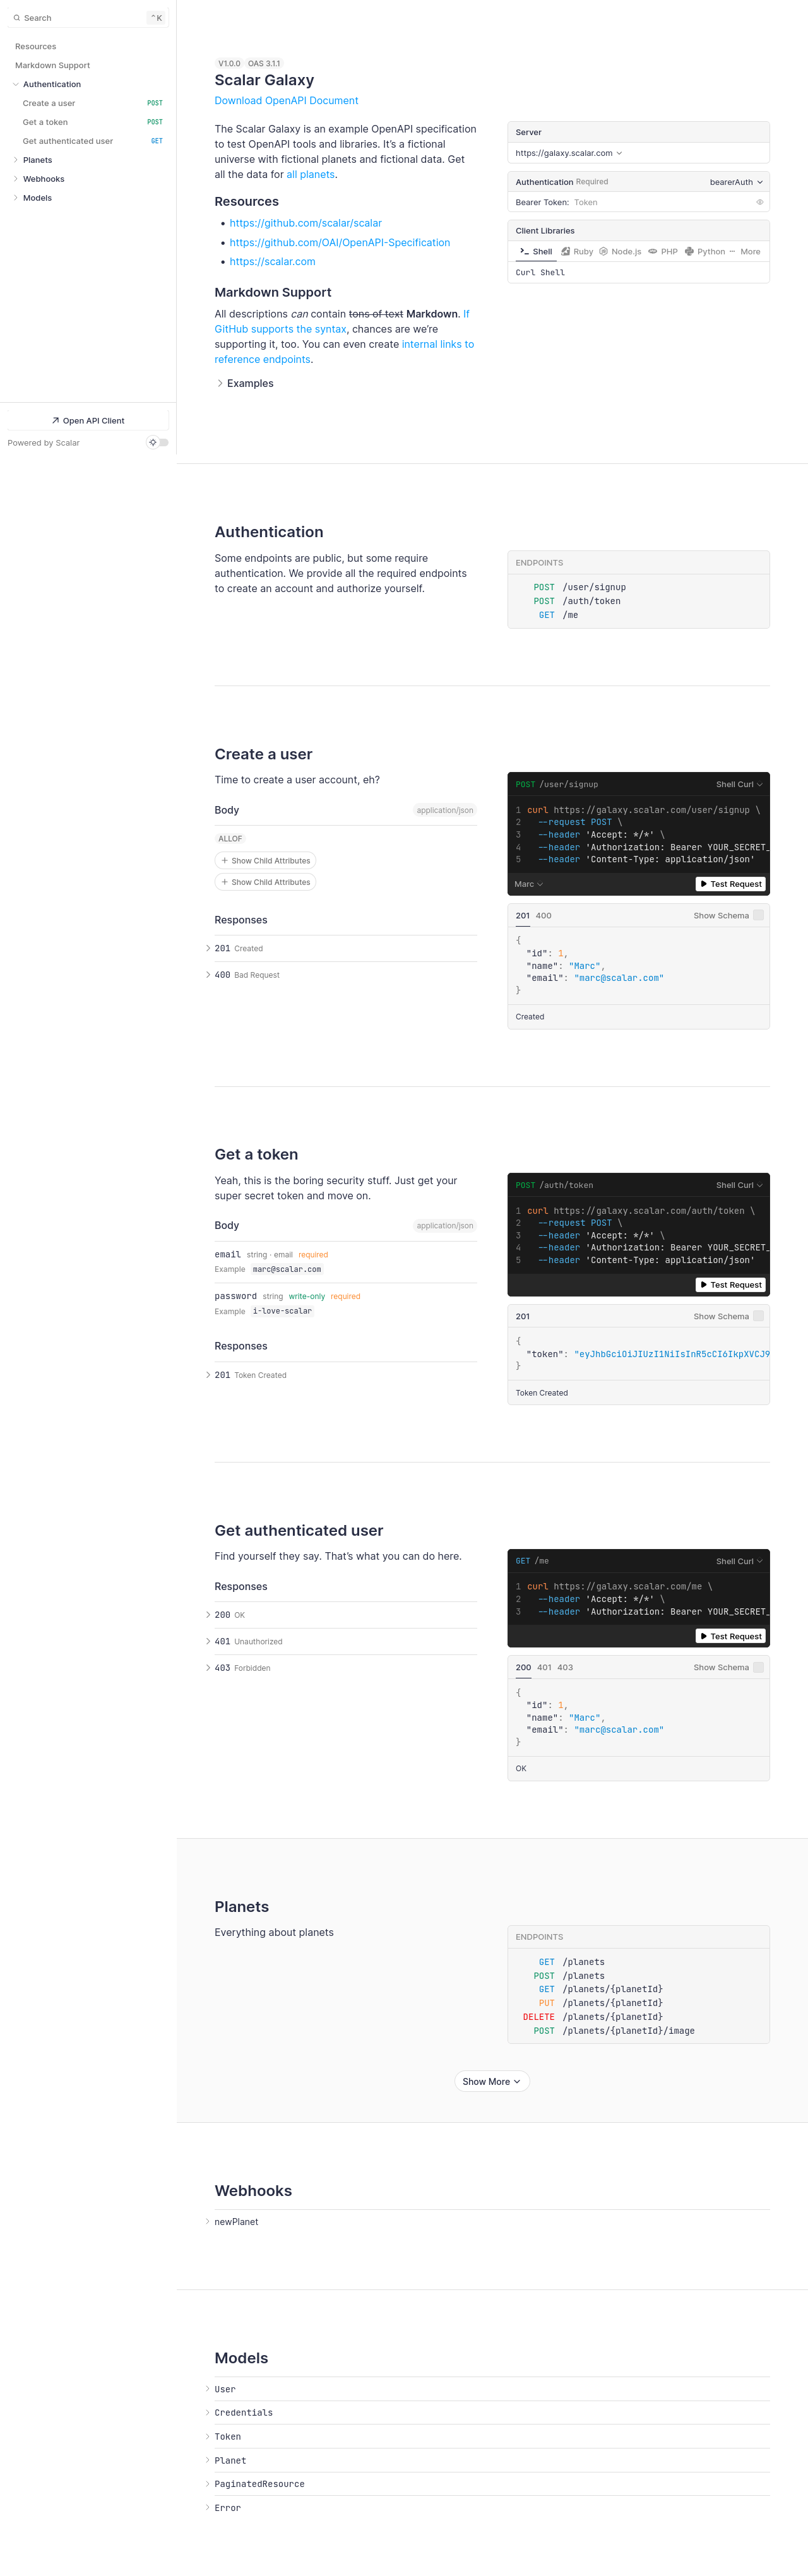 Search
⌃K
Resources
Markdown Support
Authentication
Create a user POST
Get a token POST
Get authenticated user GET
Planets
Webhooks
Models
Open API Client
Powered by Scalar
V1.0.0 OAS 3.1.1
Scalar Galaxy
Download OpenAPI Document
The Scalar Galaxy is an example OpenAPI specification
to test OpenAPI tools and libraries. It's a fictional
universe with fictional planets and fictional data. Get
all the data for all planets.
Resources
• https://github.com/scalar/scalar
• https://github.com/OAI/OpenAPI-Specification
• https://scalar.com
Markdown Support
All descriptions can contain tons of text Markdown. If
GitHub supports the syntax, chances are we're
supporting it, too. You can even create internal links to
reference endpoints.
Examples
Server
https://galaxy.scalar.com
Authentication Required bearerAuth
Bearer Token: Token
Client Libraries
Shell Ruby Node.js PHP Python More
Curl Shell
Authentication
Some endpoints are public, but some require
authentication. We provide all the required endpoints
to create an account and authorize yourself.
ENDPOINTS
POST /user/signup
POST /auth/token
GET /me
Create a user
Time to create a user account, eh?
Body application/json
ALLOF
Show Child Attributes
Show Child Attributes
Responses
201 Created
400 Bad Request
POST /user/signup Shell Curl
1 curl https://galaxy.scalar.com/user/signup \
2 --request POST \
3 --header 'Accept: */*' \
4 --header 'Authorization: Bearer YOUR_SECRET_
5 --header 'Content-Type: application/json'
Marc Test Request
201 400 Show Schema
{
"id": 1,
"name": "Marc",
"email": "marc@scalar.com"
}
Created
Get a token
Yeah, this is the boring security stuff. Just get your
super secret token and move on.
Body application/json
email string · email required
Example marc@scalar.com
password string write-only required
Example i-love-scalar
Responses
201 Token Created
POST /auth/token Shell Curl
1 curl https://galaxy.scalar.com/auth/token \
2 --request POST \
3 --header 'Accept: */*' \
4 --header 'Authorization: Bearer YOUR_SECRET_
5 --header 'Content-Type: application/json'
Test Request
201 Show Schema
{
"token": "eyJhbGciOiJIUzI1NiIsInR5cCI6IkpXVCJ9
}
Token Created
Get authenticated user
Find yourself they say. That's what you can do here.
Responses
200 OK
401 Unauthorized
403 Forbidden
GET /me Shell Curl
1 curl https://galaxy.scalar.com/me \
2 --header 'Accept: */*' \
3 --header 'Authorization: Bearer YOUR_SECRET_
Test Request
200 401 403 Show Schema
{
"id": 1,
"name": "Marc",
"email": "marc@scalar.com"
}
OK
Planets
Everything about planets
ENDPOINTS
GET /planets
POST /planets
GET /planets/{planetId}
PUT /planets/{planetId}
DELETE /planets/{planetId}
POST /planets/{planetId}/image
Show More
Webhooks
newPlanet
Models
User
Credentials
Token
Planet
PaginatedResource
Error